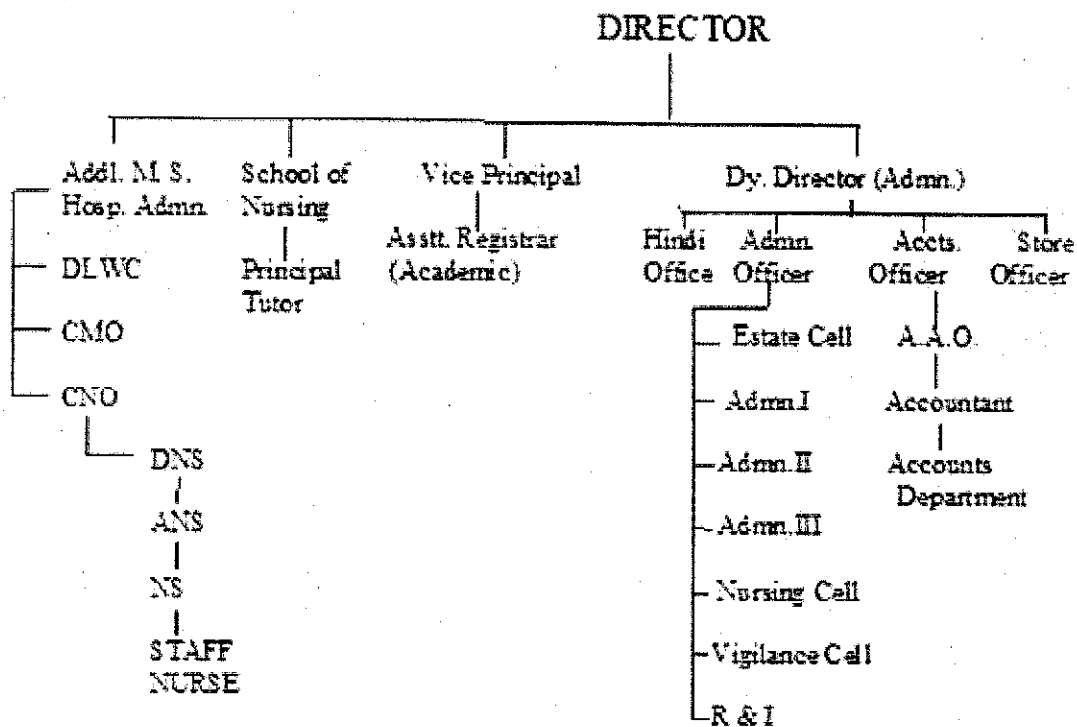 DIRECTOR
Addl. M. S.
Hosp. Admn.
School of
Nursing
Vice Principal
Dy. Director (Admn.)
DLWC
CMO
CNO
Principal
Tutor
Asstt. Registrar
(Academic)
Hindi
Office
Admn.
Officer
Accts.
Officer
Store
Officer
DNS
ANS
NS
STAFF
NURSE
Estate Cell
Admn.I
Admn.II
Admn.III
Nursing Cell
Vigilance Cell
R & I
A.A.O.
Accountant
Accounts
Department